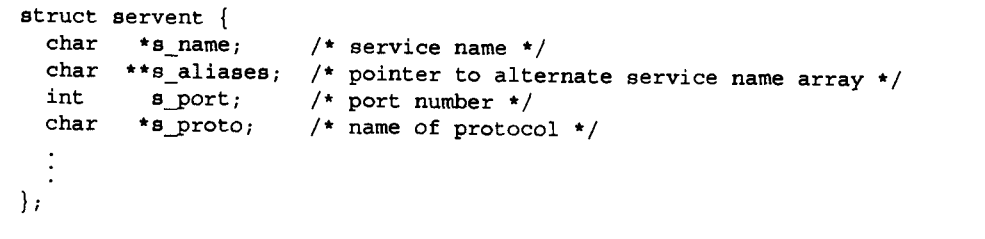 struct servent {
  char   *s_name;      /* service name */
  char  **s_aliases;   /* pointer to alternate service name array */
  int     s_port;      /* port number */
  char   *s_proto;     /* name of protocol */
  .
  .
  .
};